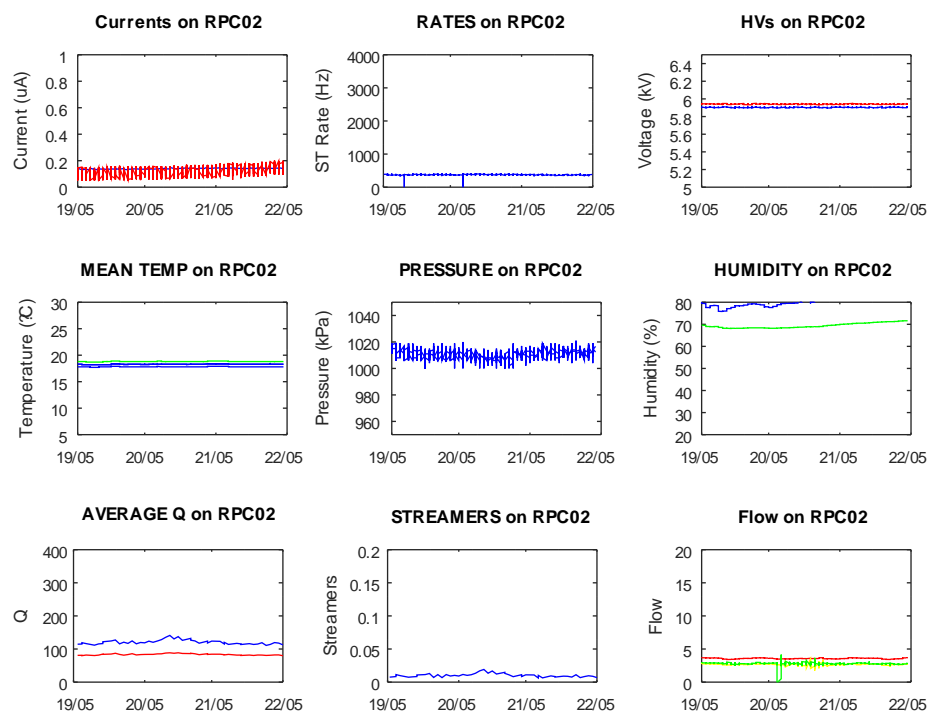 Currents on RPC02
RATES on RPC02
HVs on RPC02
Current (uA)
1
0.8
0.6
0.4
0.2
0
19/05 20/05 21/05 22/05
ST Rate (Hz)
4000
3000
2000
1000
0
19/05 20/05 21/05 22/05
Voltage (kV)
6.4
6.2
6
5.8
5.6
5.4
5.2
5
19/05 20/05 21/05 22/05
MEAN TEMP on RPC02
PRESSURE on RPC02
HUMIDITY on RPC02
Temperature (?C)
30
25
20
15
10
5
19/05 20/05 21/05 22/05
Pressure (kPa)
1040
1020
1000
980
960
19/05 20/05 21/05 22/05
Humidity (%)
80
70
60
50
40
30
20
19/05 20/05 21/05 22/05
AVERAGE Q on RPC02
STREAMERS on RPC02
Flow on RPC02
Q
400
300
200
100
0
19/05 20/05 21/05 22/05
Streamers
0.2
0.15
0.1
0.05
0
19/05 20/05 21/05 22/05
Flow
20
15
10
5
0
19/05 20/05 21/05 22/05